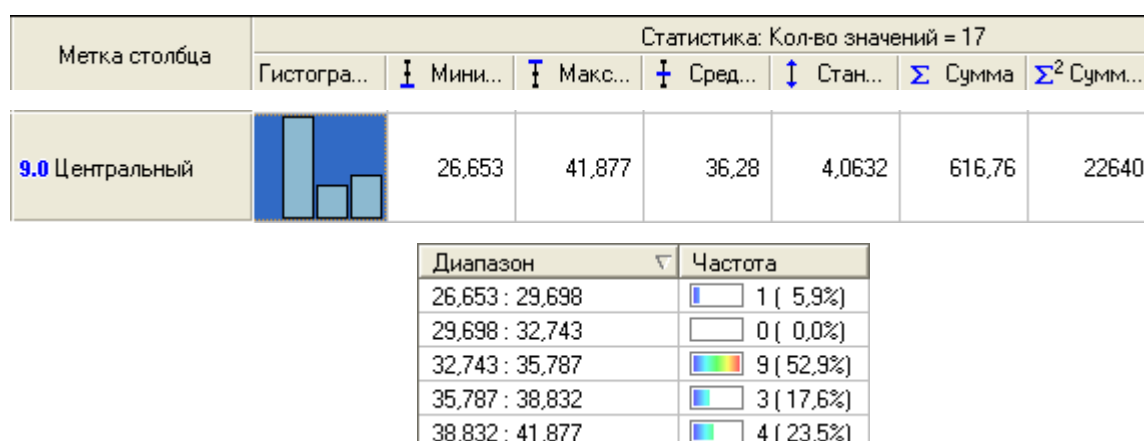 Метка столбца
Статистика: Кол-во значений = 17
Гистогра... Мини... Макс... Сред... Стан... Σ Сумма Σ² Сумм...
9.0 Центральный 26,653 41,877 36,28 4,0632 616,76 22640
Диапазон Частота
26,653 : 29,698 1 ( 5,9%)
29,698 : 32,743 0 ( 0,0%)
32,743 : 35,787 9 ( 52,9%)
35,787 : 38,832 3 ( 17,6%)
38,832 : 41,877 4 ( 23,5%)